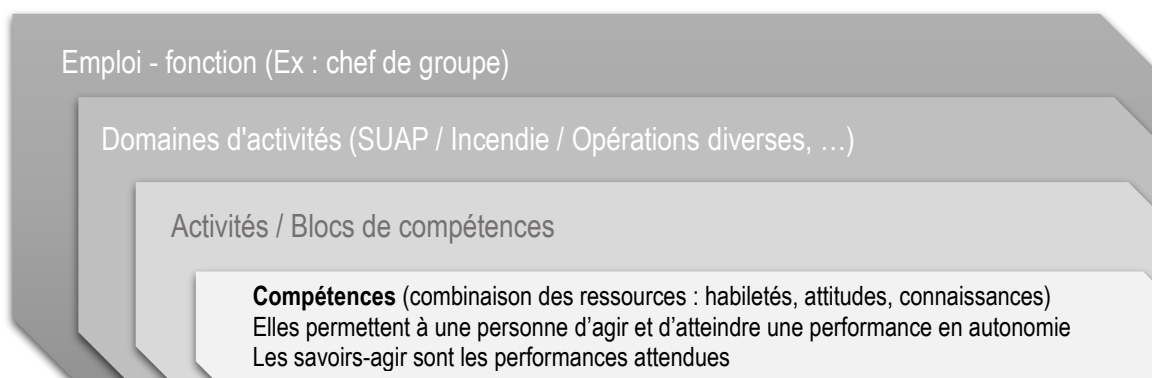 Emploi - fonction (Ex : chef de groupe)
Domaines d'activités (SUAP / Incendie / Opérations diverses, …)
Activités / Blocs de compétences
Compétences (combinaison des ressources : habiletés, attitudes, connaissances)
Elles permettent à une personne d’agir et d’atteindre une performance en autonomie
Les savoirs-agir sont les performances attendues